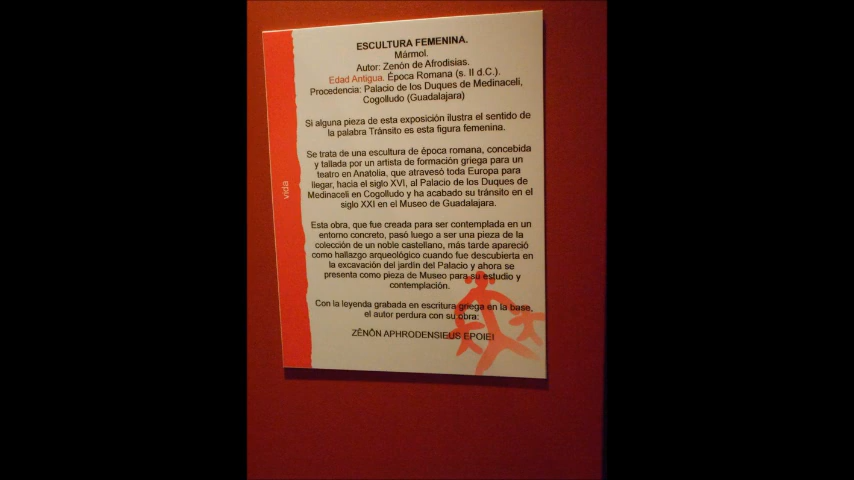 ESCULTURA FEMENINA.
Mármol.
Autor: Zenón de Afrodisias.
Edad Antigua. Época Romana (s. II d.C.).
Procedencia: Palacio de los Duques de Medinaceli,
Cogolludo (Guadalajara)
Si alguna pieza de esta exposición ilustra el sentido de
la palabra Tránsito es esta figura femenina.
Se trata de una escultura de época romana, concebida
y tallada por un artista de formación griega para un
teatro en Anatolia, que atravesó toda Europa para
llegar, hacia el siglo XVI, al Palacio de los Duques de
Medinaceli en Cogolludo y ha acabado su tránsito en el
siglo XXI en el Museo de Guadalajara.
Esta obra, que fue creada para ser contemplada en un
entorno concreto, pasó luego a ser una pieza de la
colección de un noble castellano, más tarde apareció
como hallazgo arqueológico cuando fue descubierta en
la excavación del jardín del Palacio y ahora se
presenta como pieza de Museo para su estudio y
contemplación.
Con la leyenda grabada en escritura griega en la base,
el autor perdura con su obra:
ZÊNÔN APHRODENSIEUS EPOIEI
vida